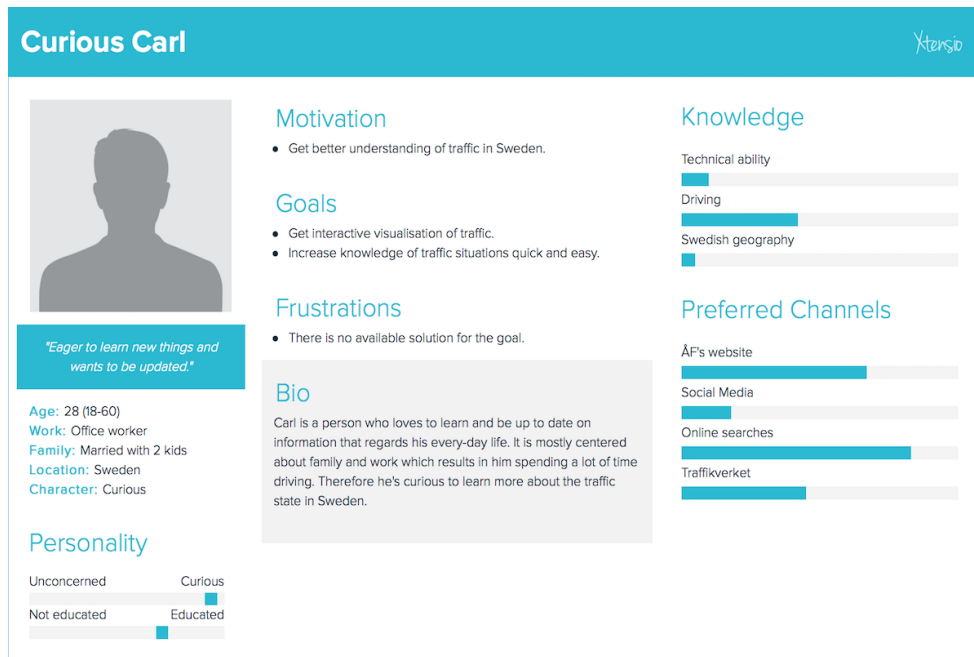 Curious Carl
Xtensio
"Eager to learn new things and
wants to be updated."
Age: 28 (18-60)
Work: Office worker
Family: Married with 2 kids
Location: Sweden
Character: Curious
Personality
Unconcerned Curious
Not educated Educated
Motivation
Get better understanding of traffic in Sweden.
Goals
Get interactive visualisation of traffic.
Increase knowledge of traffic situations quick and easy.
Frustrations
There is no available solution for the goal.
Bio
Carl is a person who loves to learn and be up to date on
information that regards his every-day life. It is mostly centered
about family and work which results in him spending a lot of time
driving. Therefore he's curious to learn more about the traffic
state in Sweden.
Knowledge
Technical ability
Driving
Swedish geography
Preferred Channels
ÅF's website
Social Media
Online searches
Traffikverket